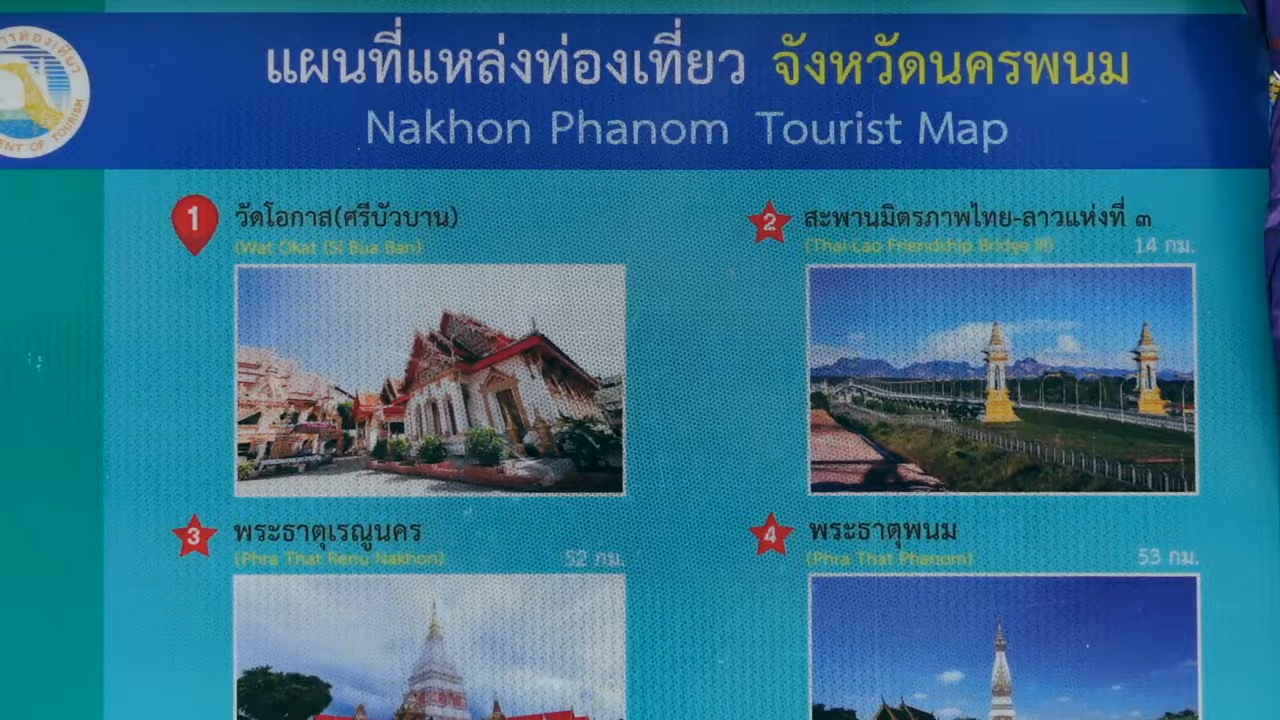 แผนที่แหล่งท่องเที่ยว จังหวัดนครพนม
Nakhon Phanom Tourist Map
1 วัดโอกาส(ศรีบัวบาน)
(Wat Okat (Si Bua Ban)
2 สะพานมิตรภาพไทย-ลาวแห่งที่ ๓
(Thai-Lao Friendship Bridge III) 14 กม.
3 พระธาตุเรณูนคร
(Phra That Renu Nakhon) 52 กม.
4 พระธาตุพนม
(Phra That Phanom) 53 กม.
OF TOURISM